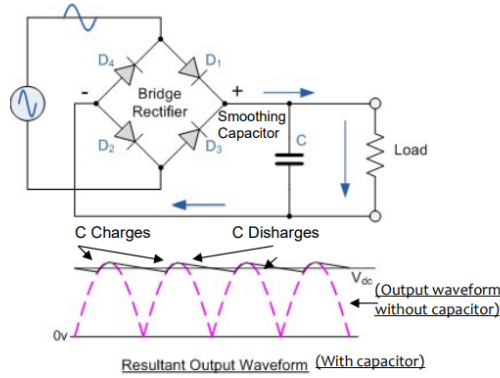 D4
D1
Bridge
Rectifier
-
+
D2
D3
Smoothing
Capacitor
C
Load
C Charges
C Disharges
Vdc
(Output waveform
without capacitor)
0v
Resultant Output Waveform (With capacitor)